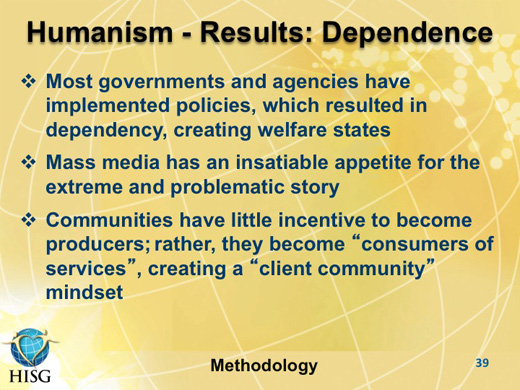 Humanism - Results: Dependence
❖ Most governments and agencies have
implemented policies, which resulted in
dependency, creating welfare states
❖ Mass media has an insatiable appetite for the
extreme and problematic story
❖ Communities have little incentive to become
producers; rather, they become “consumers of
services”, creating a “client community”
mindset
HISG
Methodology
39